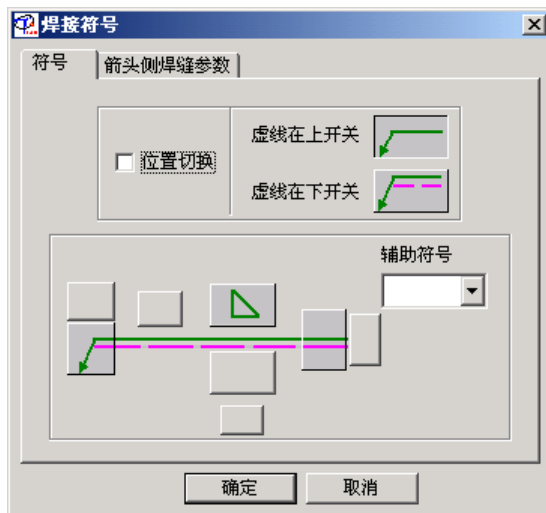 焊接符号
符号
箭头侧焊缝参数
位置切换
虚线在上开关
虚线在下开关
辅助符号
确定
取消